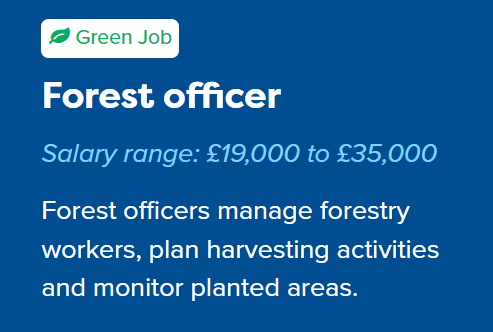 Green Job
Forest officer
Salary range: £19,000 to £35,000
Forest officers manage forestry
workers, plan harvesting activities
and monitor planted areas.